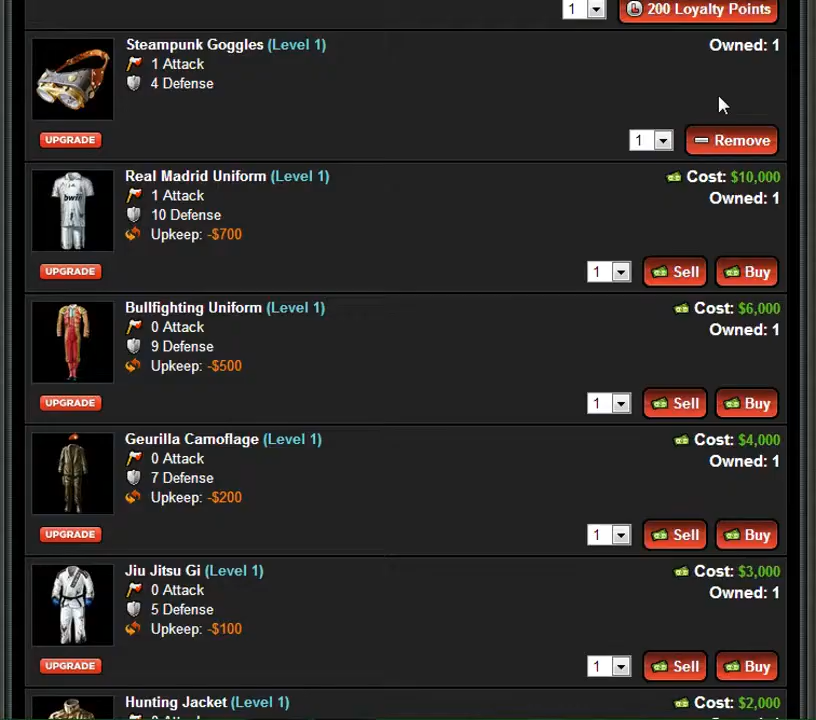 1
200 Loyalty Points
Steampunk Goggles (Level 1)
Owned: 1
1 Attack
4 Defense
UPGRADE
1
Remove
Real Madrid Uniform (Level 1)
Cost: $10,000
1 Attack
Owned: 1
10 Defense
bwin
Upkeep: -$700
UPGRADE
1
Sell
Buy
Bullfighting Uniform (Level 1)
Cost: $6,000
0 Attack
Owned: 1
9 Defense
Upkeep: -$500
UPGRADE
1
Sell
Buy
Geurilla Camoflage (Level 1)
Cost: $4,000
0 Attack
Owned: 1
7 Defense
Upkeep: -$200
UPGRADE
1
Sell
Buy
Jiu Jitsu Gi (Level 1)
Cost: $3,000
0 Attack
Owned: 1
5 Defense
Upkeep: -$100
UPGRADE
1
Sell
Buy
Hunting Jacket (Level 1)
Cost: $2,000